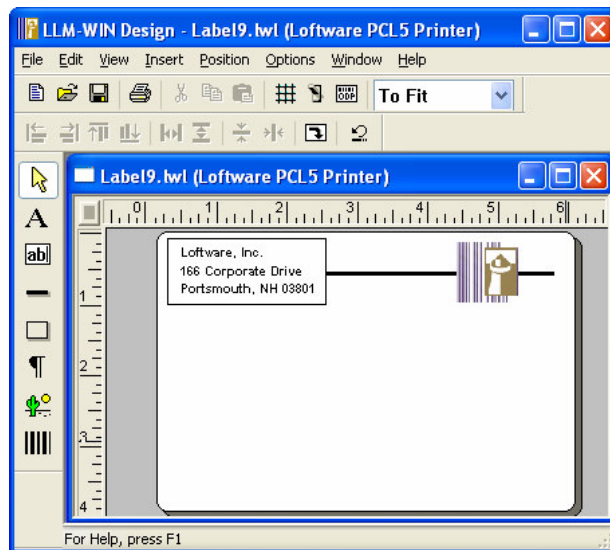 LLM-WIN Design - Label9.lwl (Loftware PCL5 Printer)
File Edit View Insert Position Options Window Help
To Fit
A
ab
¶
Label9.lwl (Loftware PCL5 Printer)
0 1 2 3 4 5 6
1
2
3
4
Loftware, Inc.
166 Corporate Drive
Portsmouth, NH 03801
For Help, press F1